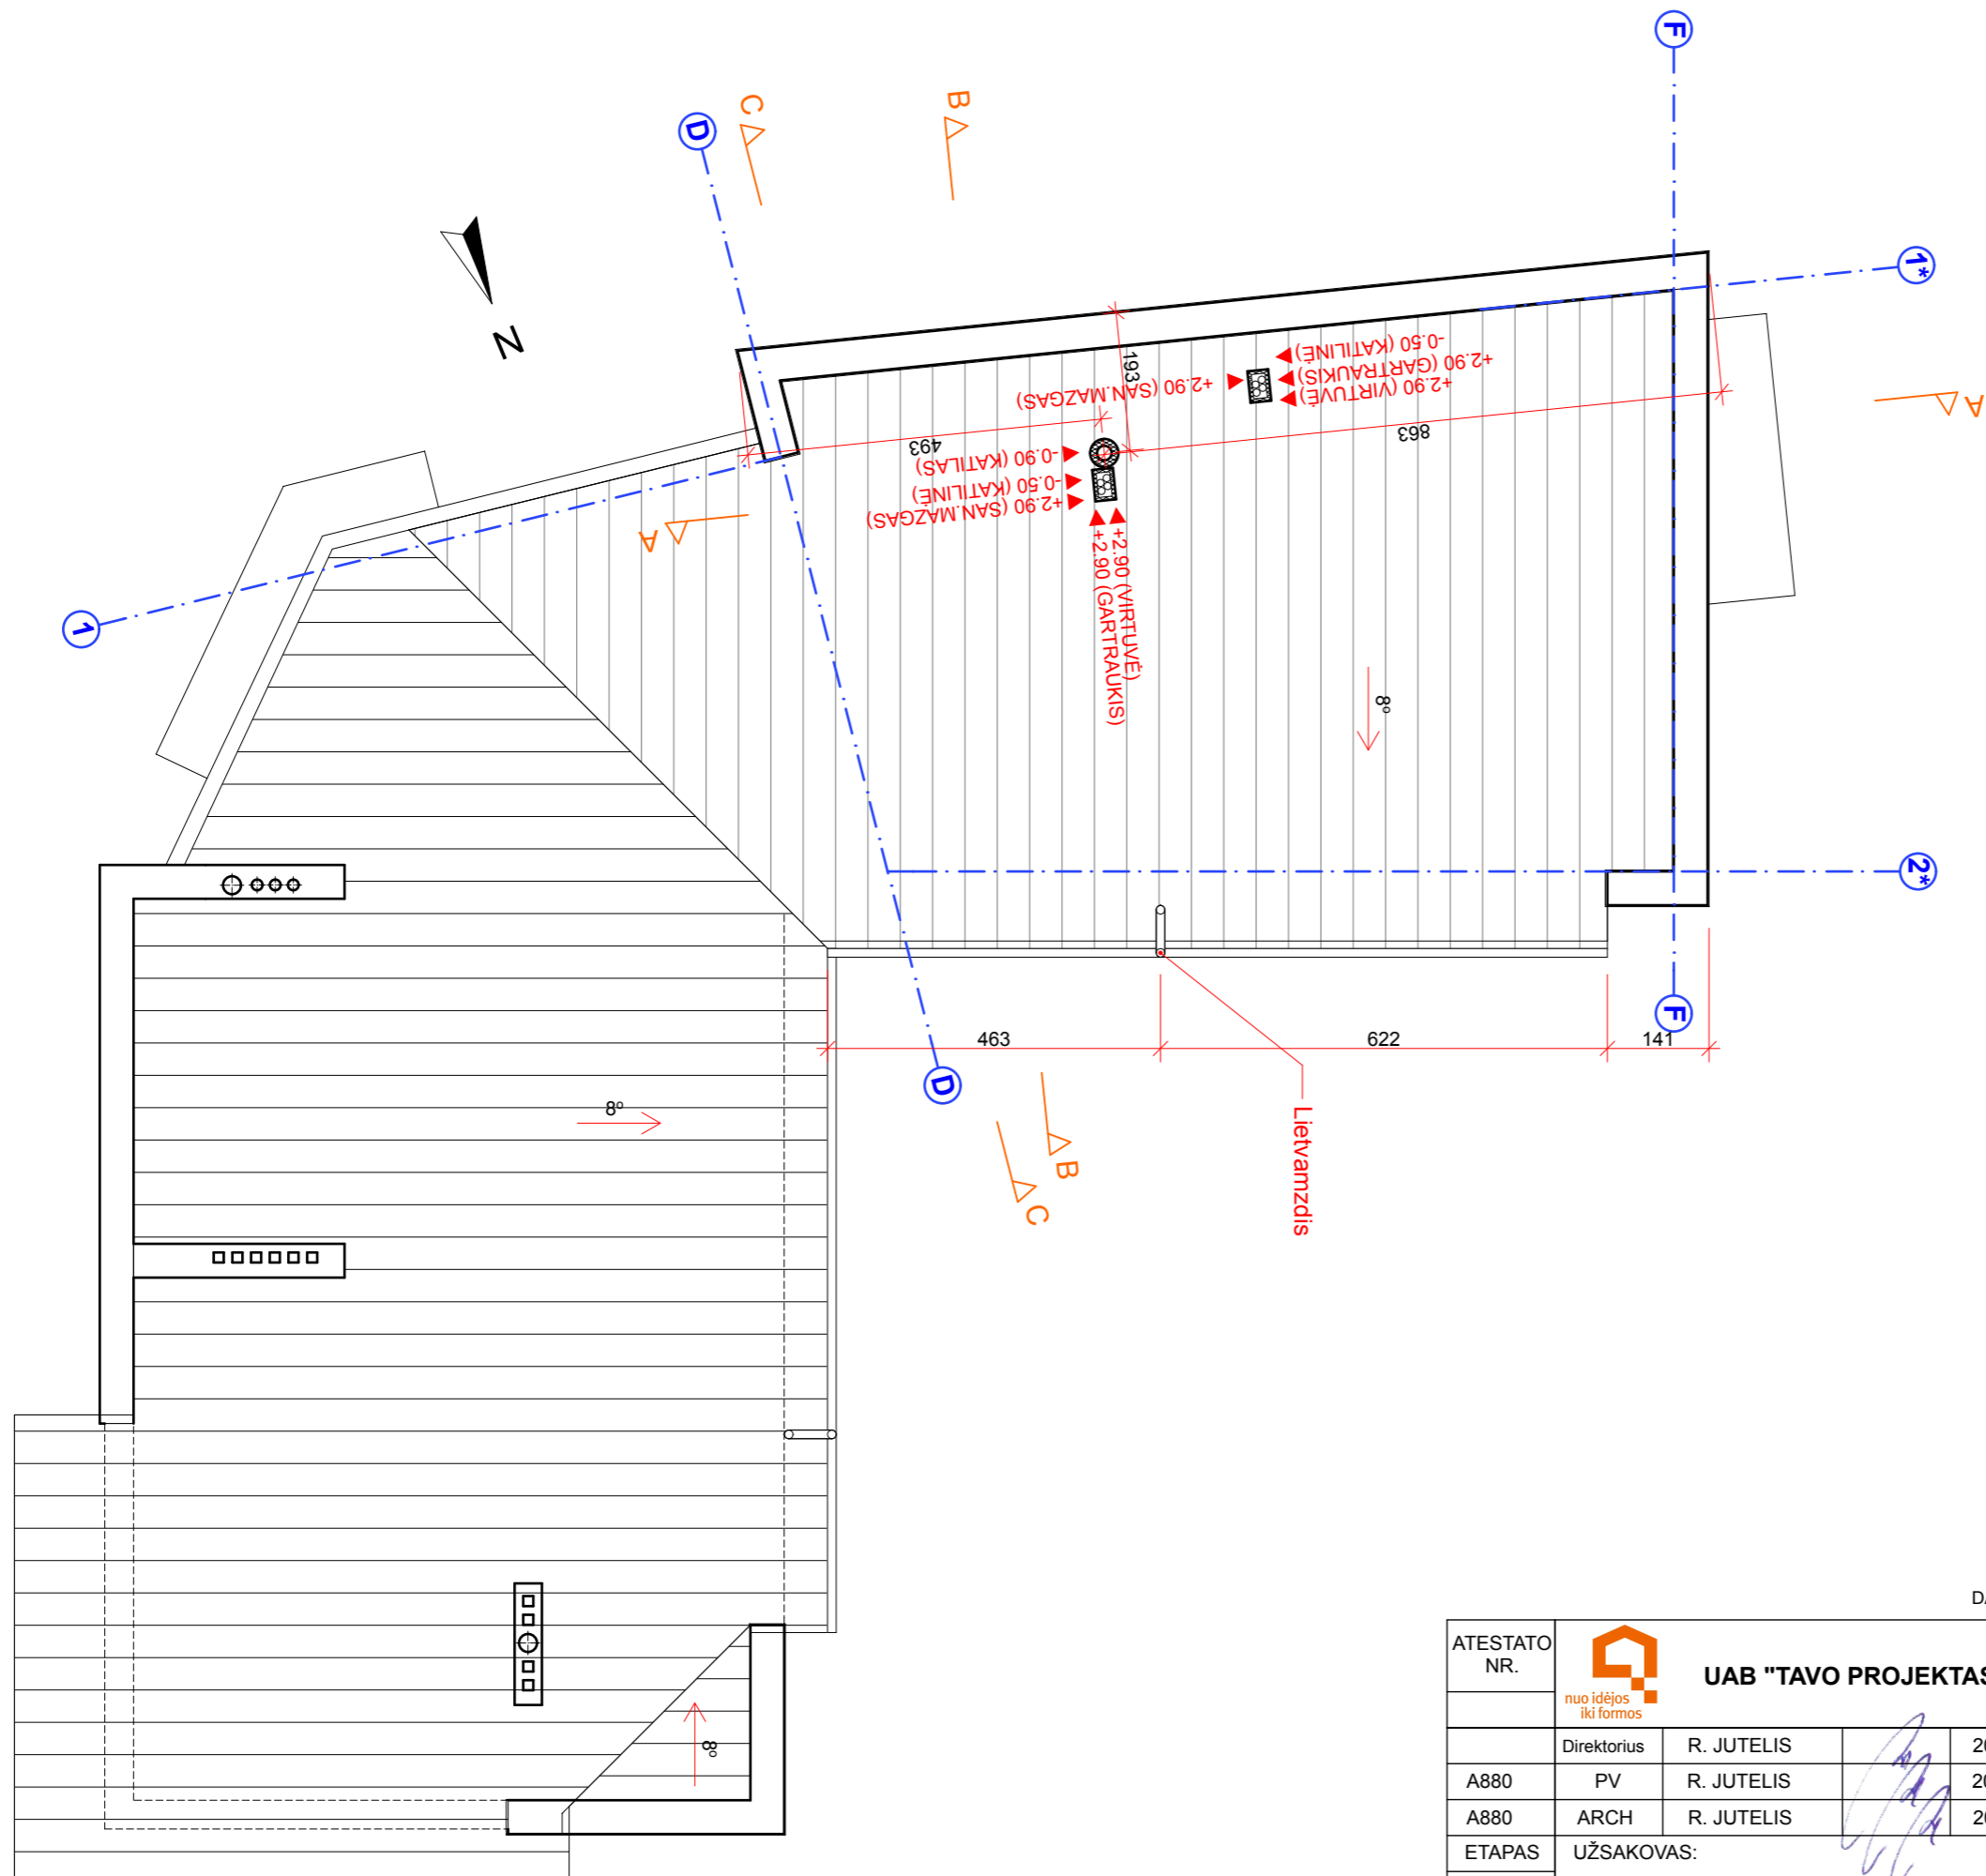 F
C
B
D
1*
N
-0.50 (KATILINĖ)
+2.90 (GARTRAUKIS)
+2.90 (VIRTUVĖ)
+2.90 (SAN.MAZGAS)
193
A
493
863
-0.90 (KATILAS)
-0.50 (KATILINĖ)
+2.90 (SAN.MAZGAS)
A
+2.90 (VIRTUVĖ)
+2.90 (GARTRAUKIS)
1
8º
2*
F
463
622
141
D
8º
B
C
Lietvamzdis
8º
ATESTATO
NR.
nuo idėjos
iki formos
UAB "TAVO PROJEKTAS
Direktorius R. JUTELIS
A880 PV R. JUTELIS
A880 ARCH R. JUTELIS
ETAPAS UŽSAKOVAS: